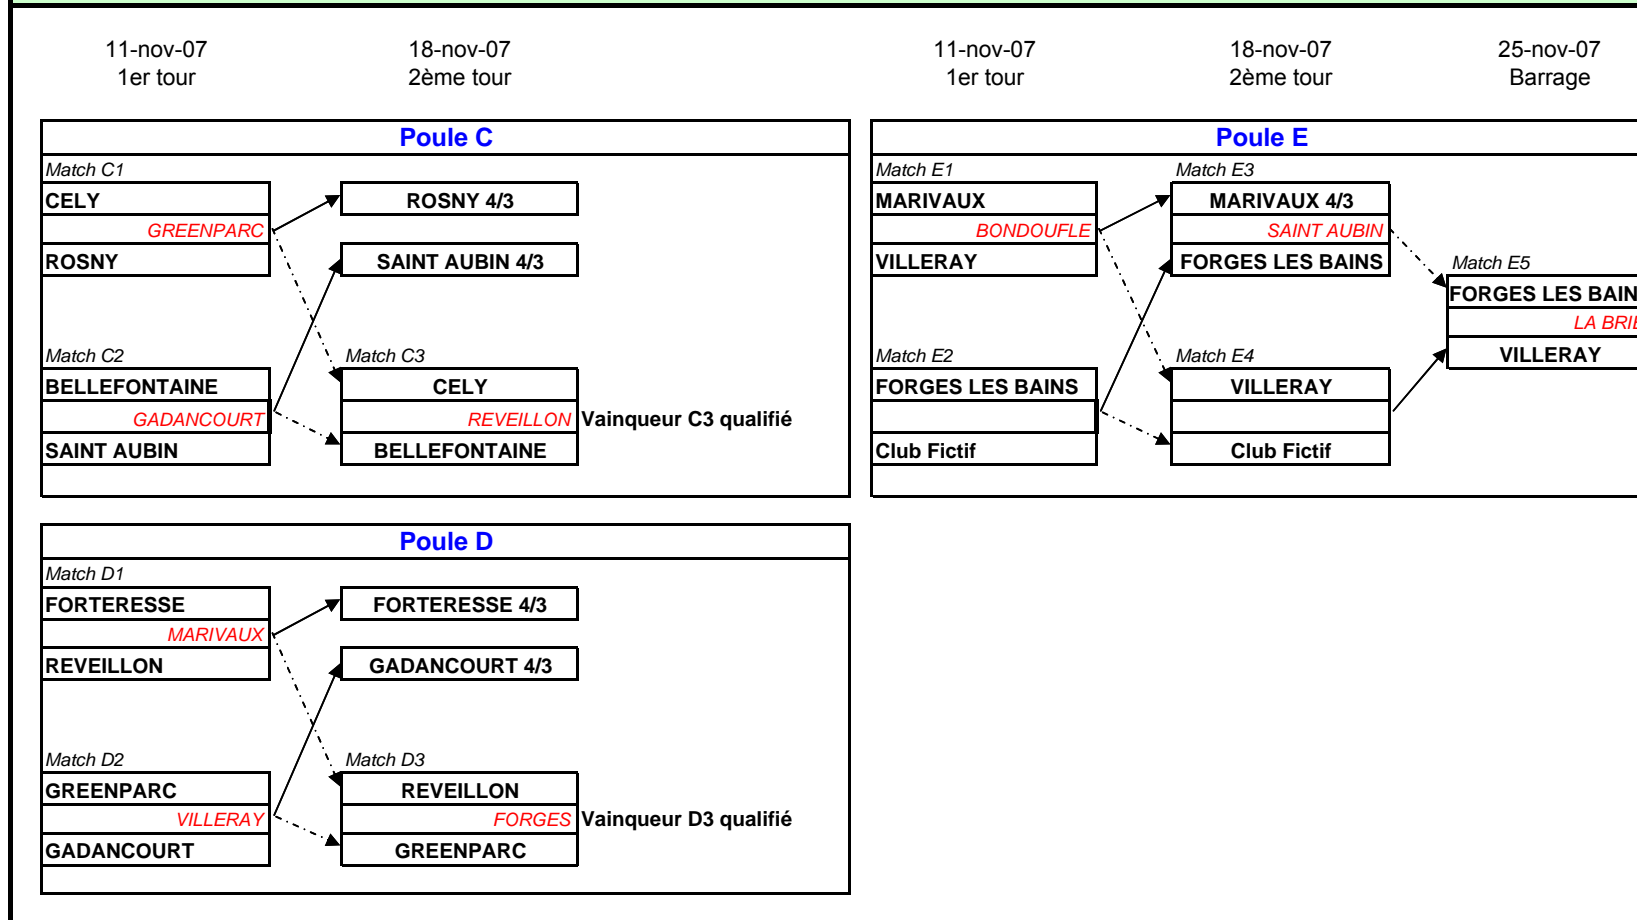 11-nov-07 18-nov-07 11-nov-07 18-nov-07 25-nov-07
1er tour 2ème tour 1er tour 2ème tour Barrage
Poule C
Match C1
CELY ROSNY 4/3
GREENPARC
ROSNY SAINT AUBIN 4/3
Match C2 Match C3
BELLEFONTAINE CELY
GADANCOURT REVEILLON Vainqueur C3 qualifié
SAINT AUBIN BELLEFONTAINE
Poule E
Match E1 Match E3
MARIVAUX MARIVAUX 4/3
BONDOUFLE SAINT AUBIN
VILLERAY FORGES LES BAINS Match E5
FORGES LES BAIN
LA BRIE
Match E2 Match E4 VILLERAY
FORGES LES BAINS VILLERAY
Club Fictif Club Fictif
Poule D
Match D1
FORTERESSE FORTERESSE 4/3
MARIVAUX
REVEILLON GADANCOURT 4/3
Match D2 Match D3
GREENPARC REVEILLON
VILLERAY FORGES Vainqueur D3 qualifié
GADANCOURT GREENPARC